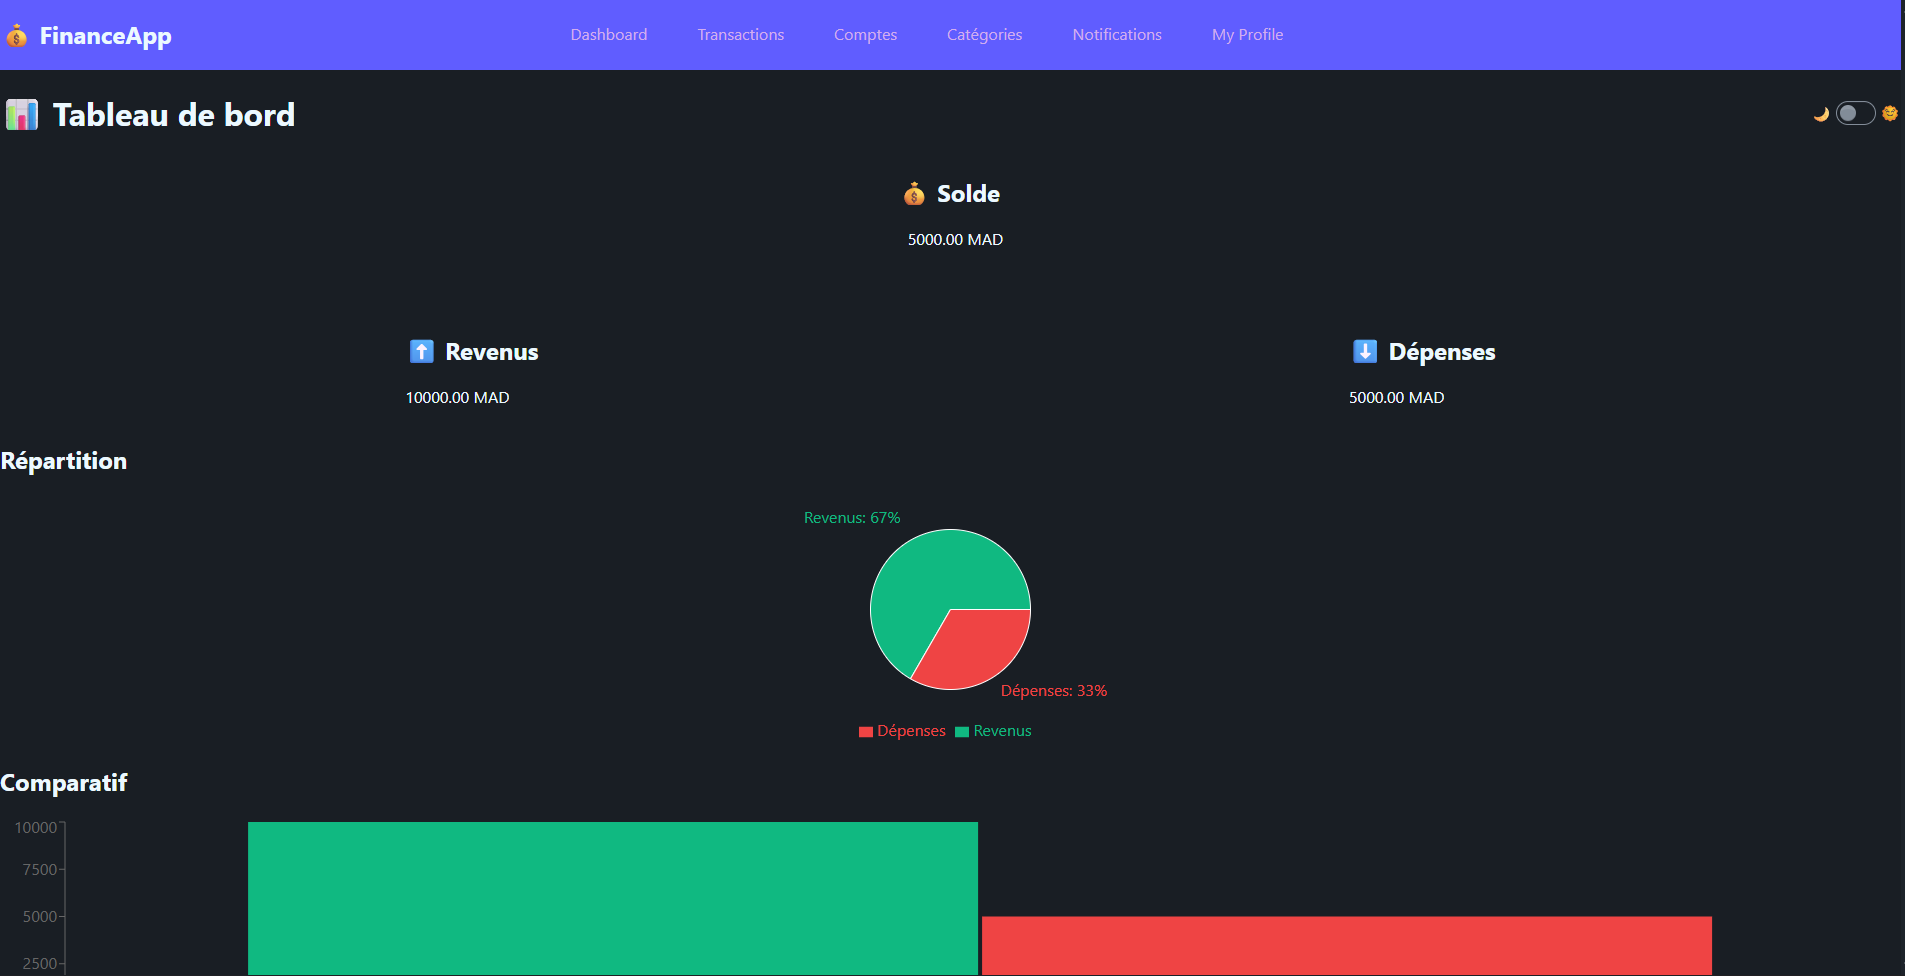 FinanceApp
Dashboard Transactions Comptes Catégories Notifications My Profile
Tableau de bord
Solde
5000.00 MAD
Revenus
10000.00 MAD
Dépenses
5000.00 MAD
Répartition
Revenus: 67%
Dépenses: 33%
Dépenses Revenus
Comparatif
10000
7500
5000
2500